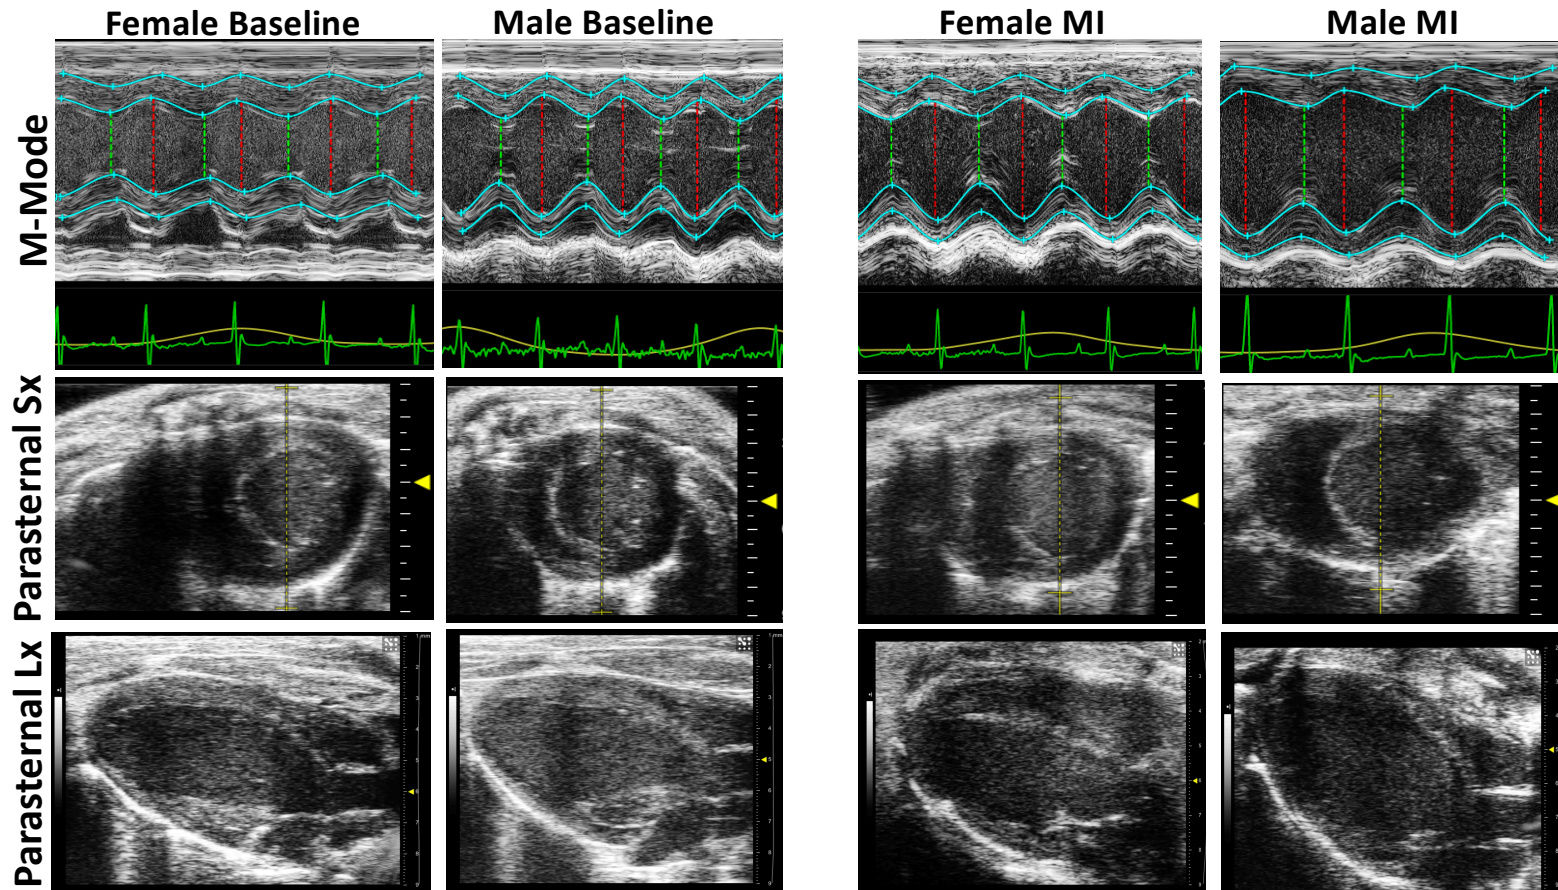 Female Baseline
Male Baseline
Female MI
Male MI
M-Mode
Parasternal Sx
Parasternal Lx